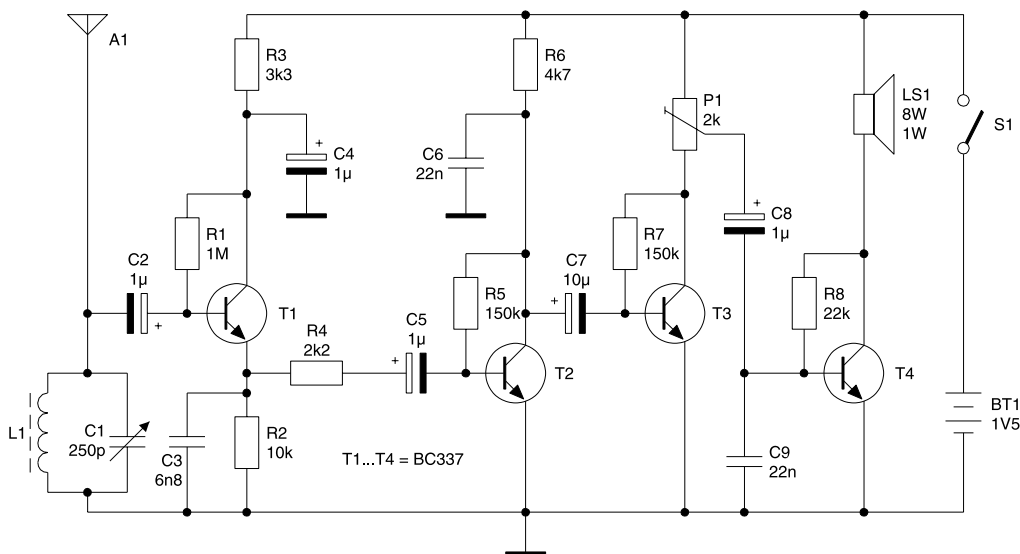 A1
R3
3k3
R6
4k7
P1
2k
LS1
8W
1W
S1
+
C4
1µ
C6
22n
R1
1M
C2
1µ
+
T1
R4
2k2
C5
1µ
+
R5
150k
C7
10µ
+
R7
150k
T3
+
C8
1µ
R8
22k
T2
T4
L1
C1
250p
C3
6n8
R2
10k
T1...T4 = BC337
C9
22n
BT1
1V5